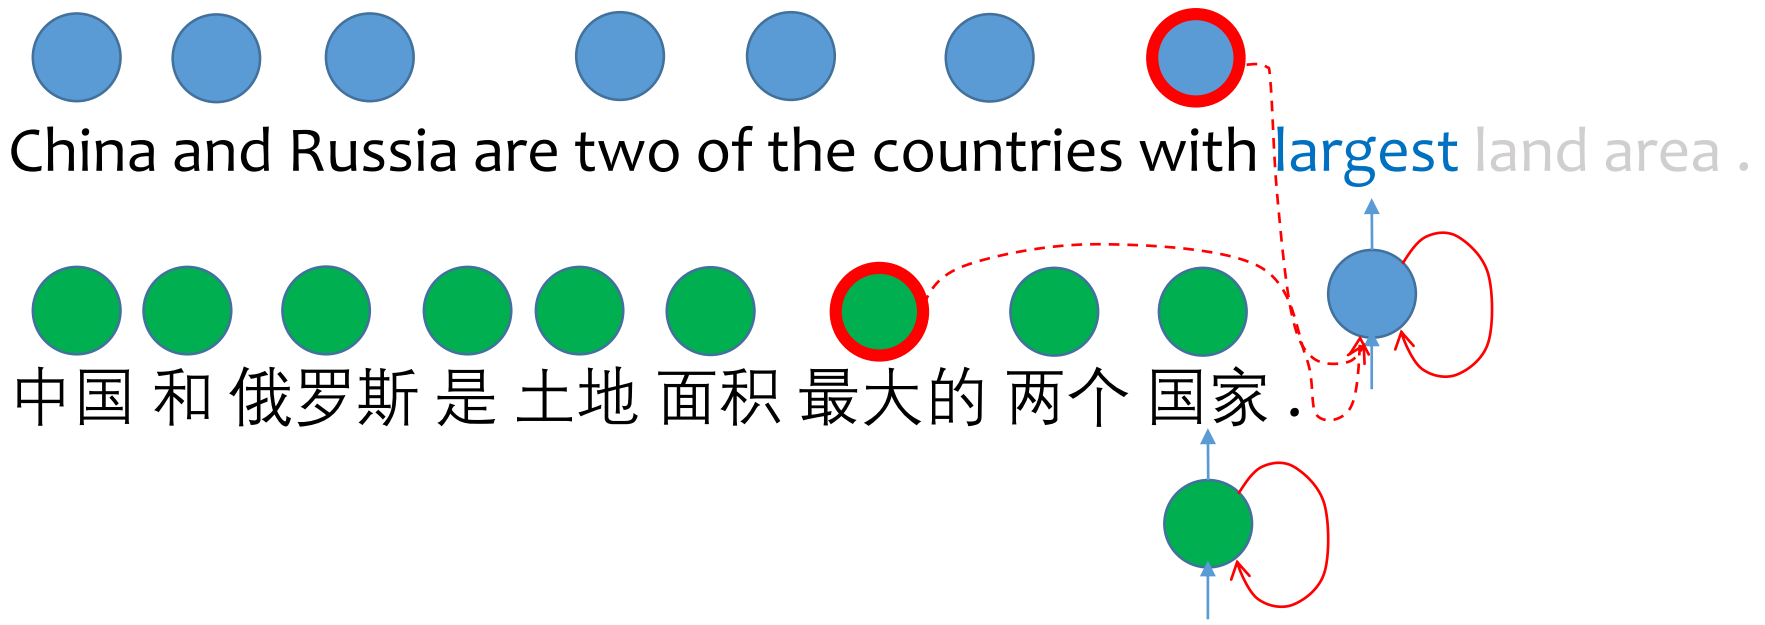 China and Russia are two of the countries with largest land area .
中国 和 俄罗斯 是 土地 面积 最大的 两个 国家 .